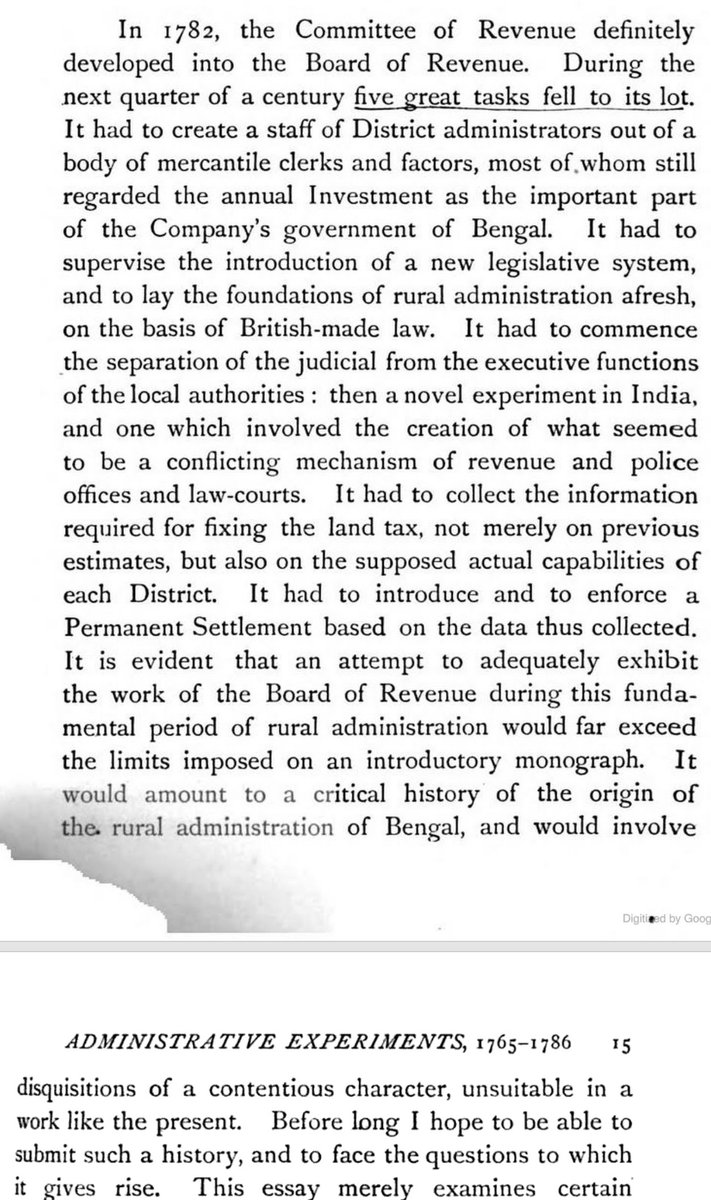 In 1782, the Committee of Revenue definitely
developed into the Board of Revenue. During the
next quarter of a century five great tasks fell to its lot.
It had to create a staff of District administrators out of a
body of mercantile clerks and factors, most of whom still
regarded the annual Investment as the important part
of the Company's government of Bengal. It had to
supervise the introduction of a new legislative system,
and to lay the foundations of rural administration afresh,
on the basis of British-made law. It had to commence
the separation of the judicial from the executive functions
of the local authorities : then a novel experiment in India,
and one which involved the creation of what seemed
to be a conflicting mechanism of revenue and police
offices and law-courts. It had to collect the information
required for fixing the land tax, not merely on previous
estimates, but also on the supposed actual capabilities of
each District. It had to introduce and to enforce a
Permanent Settlement based on the data thus collected.
It is evident that an attempt to adequately exhibit
the work of the Board of Revenue during this funda-
mental period of rural administration would far exceed
the limits imposed on an introductory monograph. It
would amount to a critical history of the origin of
the rural administration of Bengal, and would involve
Digitized by Goog
ADMINISTRATIVE EXPERIMENTS, 1765–1786 15
disquisitions of a contentious character, unsuitable in a
work like the present. Before long I hope to be able to
submit such a history, and to face the questions to which
it gives rise. This essay merely examines certain